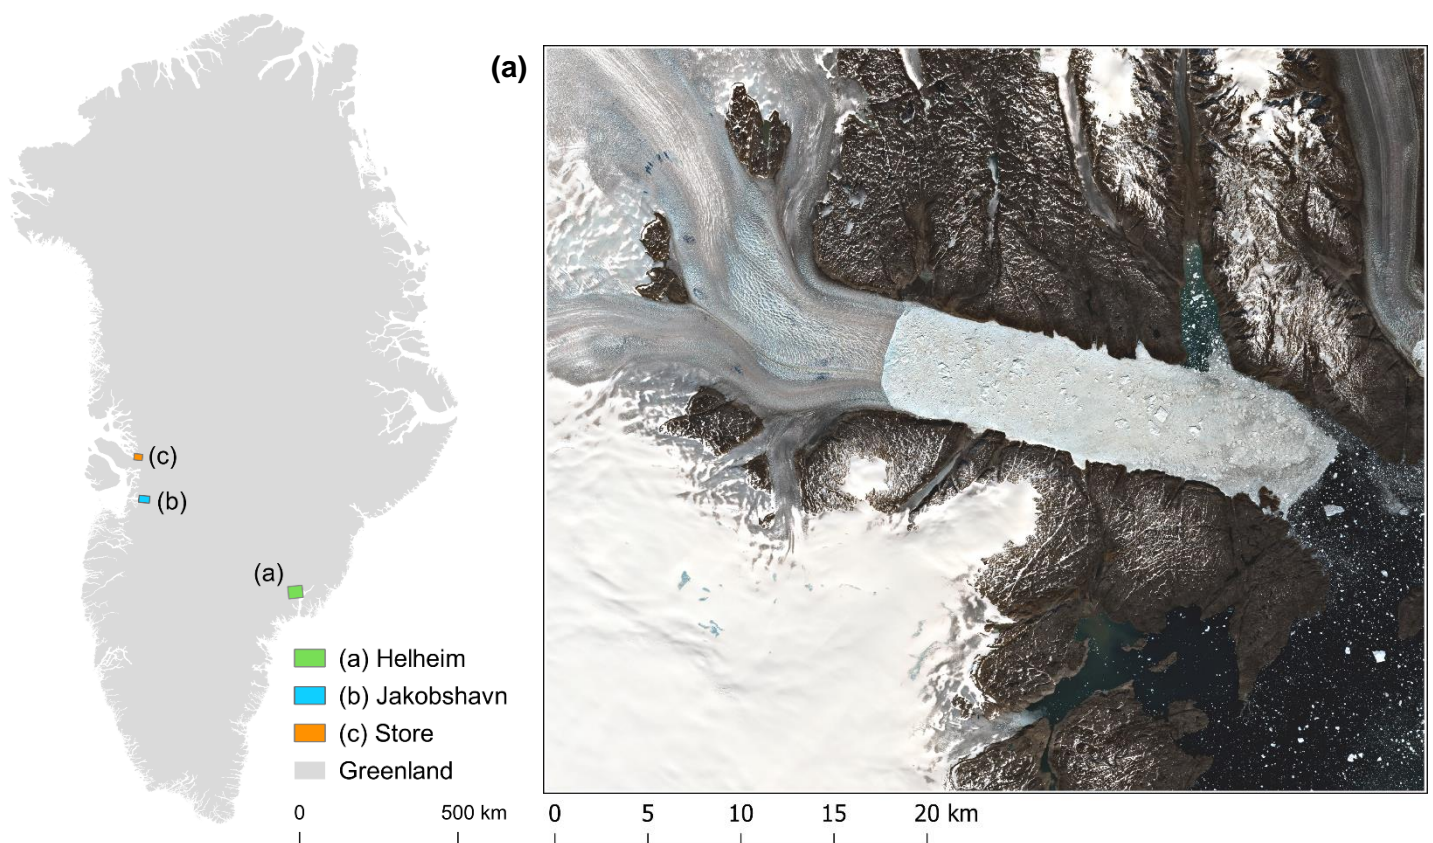 (a)
(c)
(b)
(a)
(a) Helheim
(b) Jakobshavn
(c) Store
Greenland
0 500 km
0 5 10 15 20 km